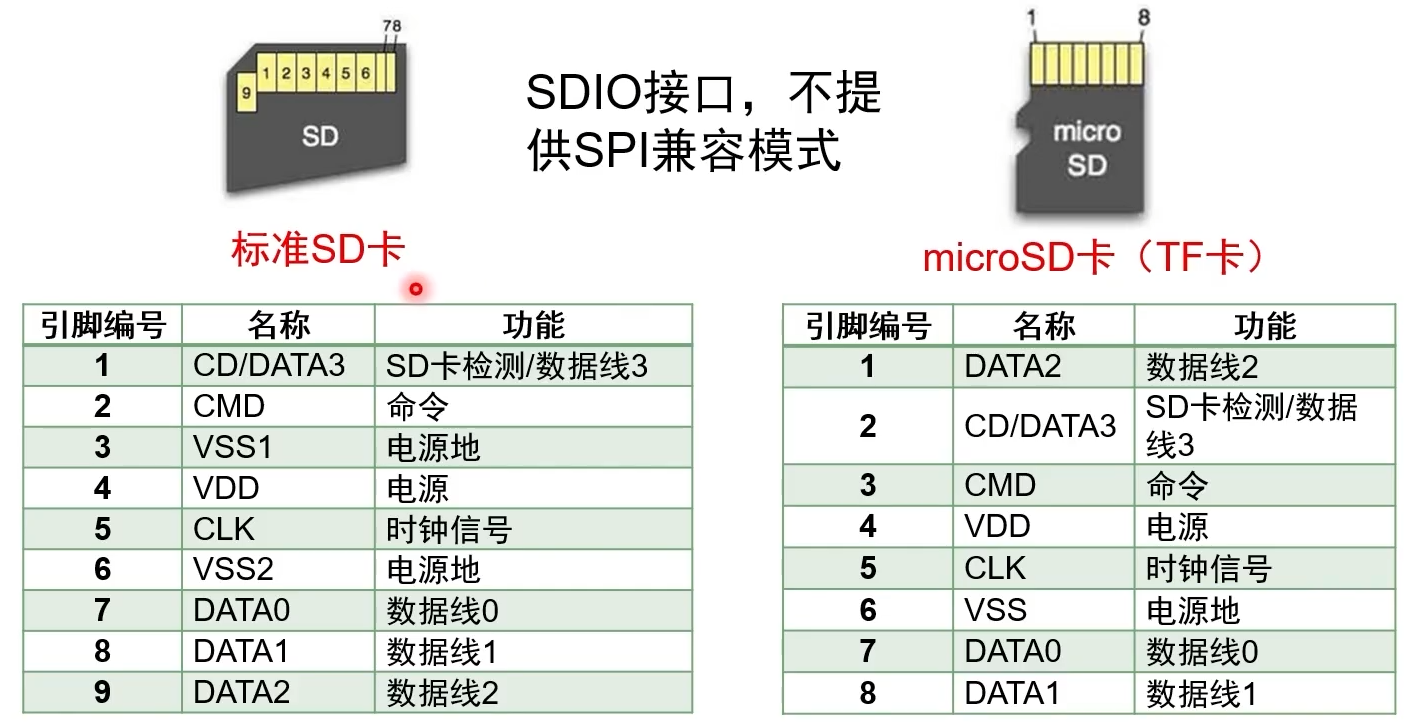 78
1 2 3 4 5 6
9
SD
SDIO接口，不提
供SPI兼容模式
1 8
micro
SD
标准SD卡
microSD卡（TF卡）
引脚编号 名称 功能
1 CD/DATA3 SD卡检测/数据线3
2 CMD 命令
3 VSS1 电源地
4 VDD 电源
5 CLK 时钟信号
6 VSS2 电源地
7 DATA0 数据线0
8 DATA1 数据线1
9 DATA2 数据线2
引脚编号 名称 功能
1 DATA2 数据线2
2 CD/DATA3 SD卡检测/数据
线3
3 CMD 命令
4 VDD 电源
5 CLK 时钟信号
6 VSS 电源地
7 DATA0 数据线0
8 DATA1 数据线1